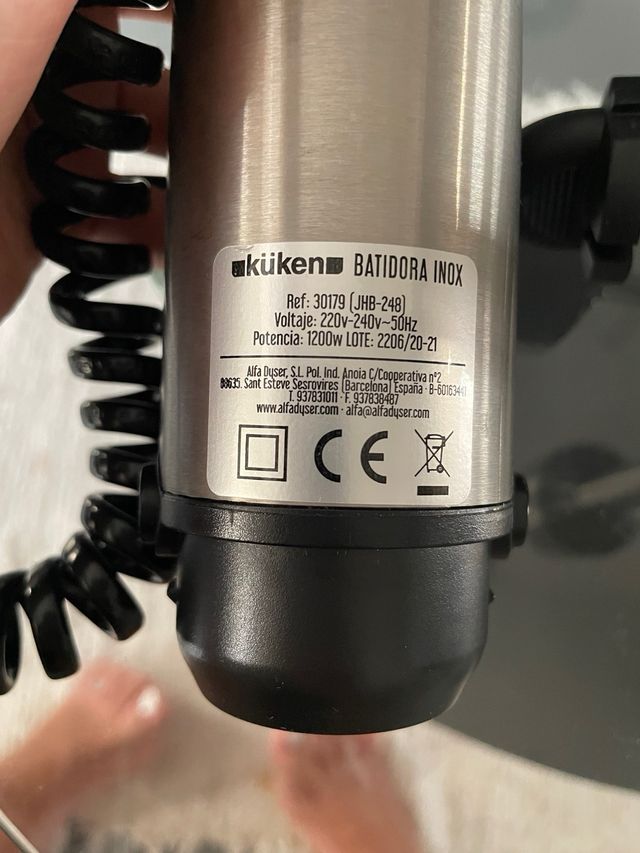 küken BATIDORA INOX
Ref: 30179 (JHB-248)
Voltaje: 220v-240v~50Hz
Potencia: 1200w LOTE: 2206/20-21
Alfa Dyser, S.L. Pol. Ind. Anoia C/Cooperativa nº2
08635. Sant Esteve Sesrovires (Barcelona) España · B-60163441
T. 937831011 · F. 937838487
www.alfadyser.com · alfa@alfadyser.com
CE